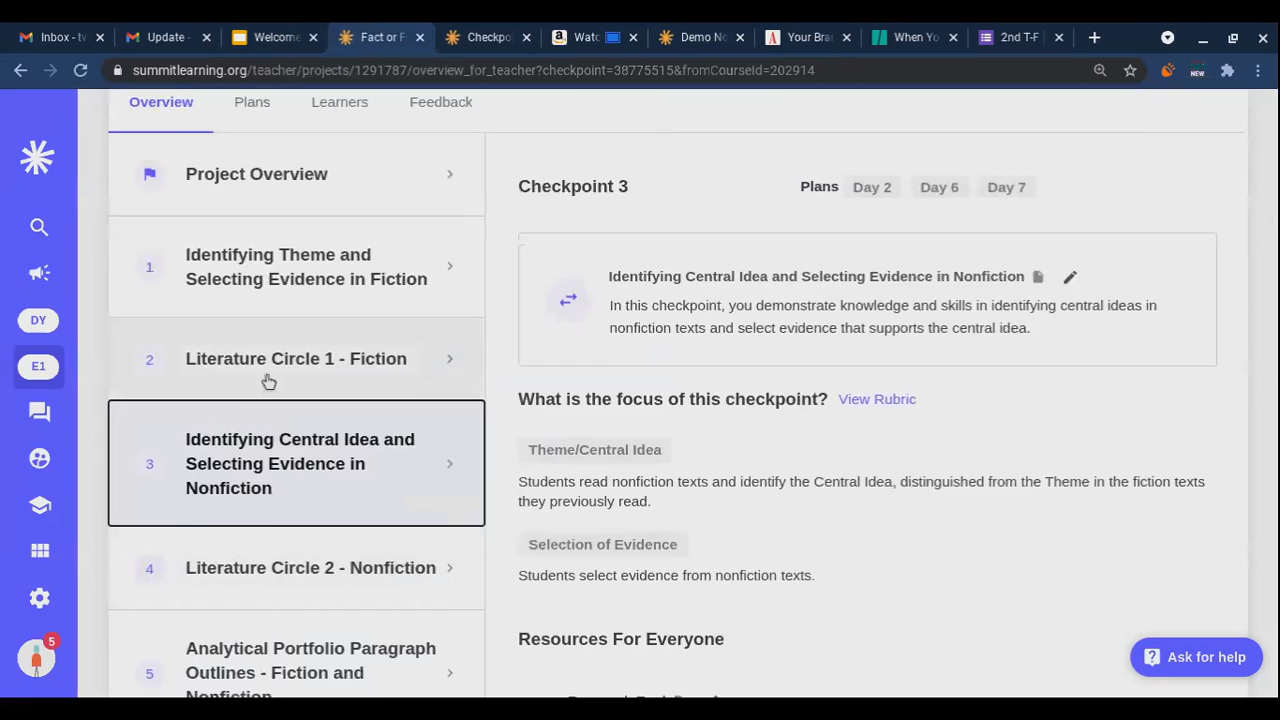 Inbox - tv
Update -
Welcome
Fact or F
Checkpo
Watc
Demo No
Your Bra
When Yo
2nd T-F
summitlearning.org/teacher/projects/1291787/overview_for_teacher?checkpoint=38775515&fromCourseId=202914
NEW
Overview
Plans
Learners
Feedback
DY
E1
5
Project Overview
1
Identifying Theme and
Selecting Evidence in Fiction
2
Literature Circle 1 - Fiction
3
Identifying Central Idea and
Selecting Evidence in
Nonfiction
4
Literature Circle 2 - Nonfiction
5
Analytical Portfolio Paragraph
Outlines - Fiction and
Nonfiction
Checkpoint 3
Plans Day 2 Day 6 Day 7
Identifying Central Idea and Selecting Evidence in Nonfiction
In this checkpoint, you demonstrate knowledge and skills in identifying central ideas in
nonfiction texts and select evidence that supports the central idea.
What is the focus of this checkpoint? View Rubric
Theme/Central Idea
Students read nonfiction texts and identify the Central Idea, distinguished from the Theme in the fiction texts
they previously read.
Selection of Evidence
Students select evidence from nonfiction texts.
Resources For Everyone
Ask for help